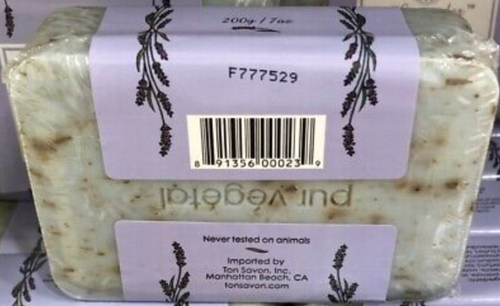 200g / 7oz
F777529
8 91356 00023 9
pur végétal
Never tested on animals
Imported by
Ton Savon, Inc.
Manhattan Beach, CA
tonsavon.com